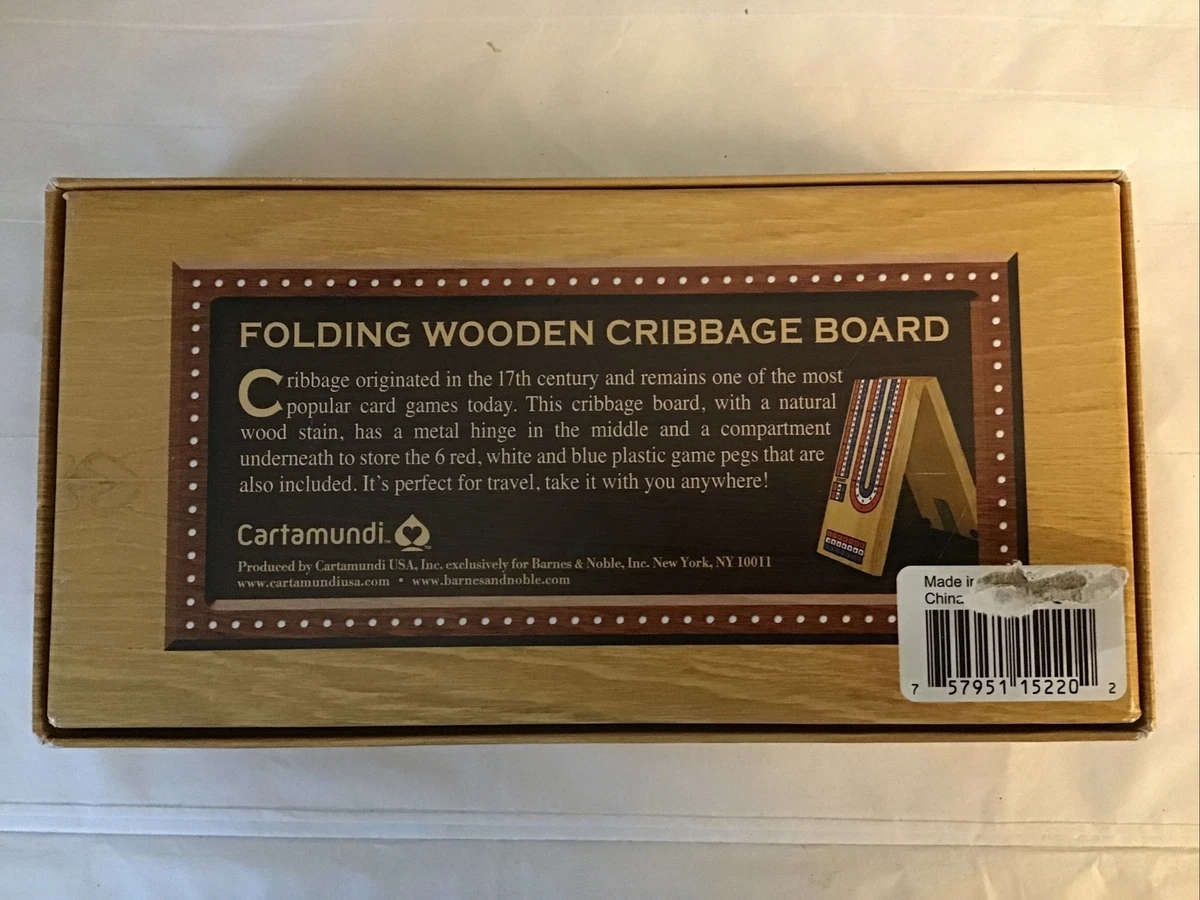 FOLDING WOODEN CRIBBAGE BOARD
Cribbage originated in the 17th century and remains one of the most
popular card games today. This cribbage board, with a natural
wood stain, has a metal hinge in the middle and a compartment
underneath to store the 6 red, white and blue plastic game pegs that are
also included. It's perfect for travel, take it with you anywhere!
Cartamundi™
Produced by Cartamundi USA, Inc. exclusively for Barnes & Noble, Inc. New York, NY 10011
www.cartamundiusa.com • www.barnesandnoble.com
Made in
China
7 57951 15220 2